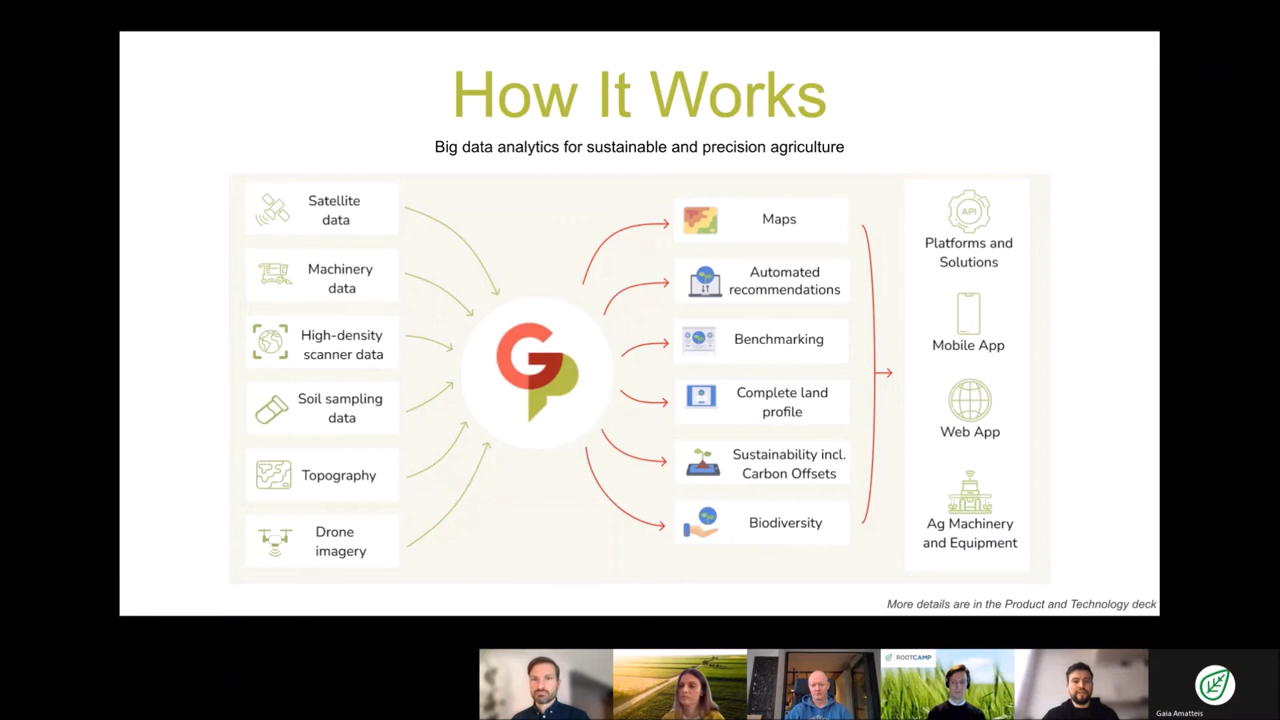 How It Works
Big data analytics for sustainable and precision agriculture
Satellite
data
Machinery
data
High-density
scanner data
Soil sampling
data
Topography
Drone
imagery
GP
Maps
Automated
recommendations
Benchmarking
Complete land
profile
Sustainability incl.
Carbon Offsets
Biodiversity
API
Platforms and
Solutions
Mobile App
Web App
Ag Machinery
and Equipment
More details are in the Product and Technology deck
ROOTCAMP
Gaia Amatteis